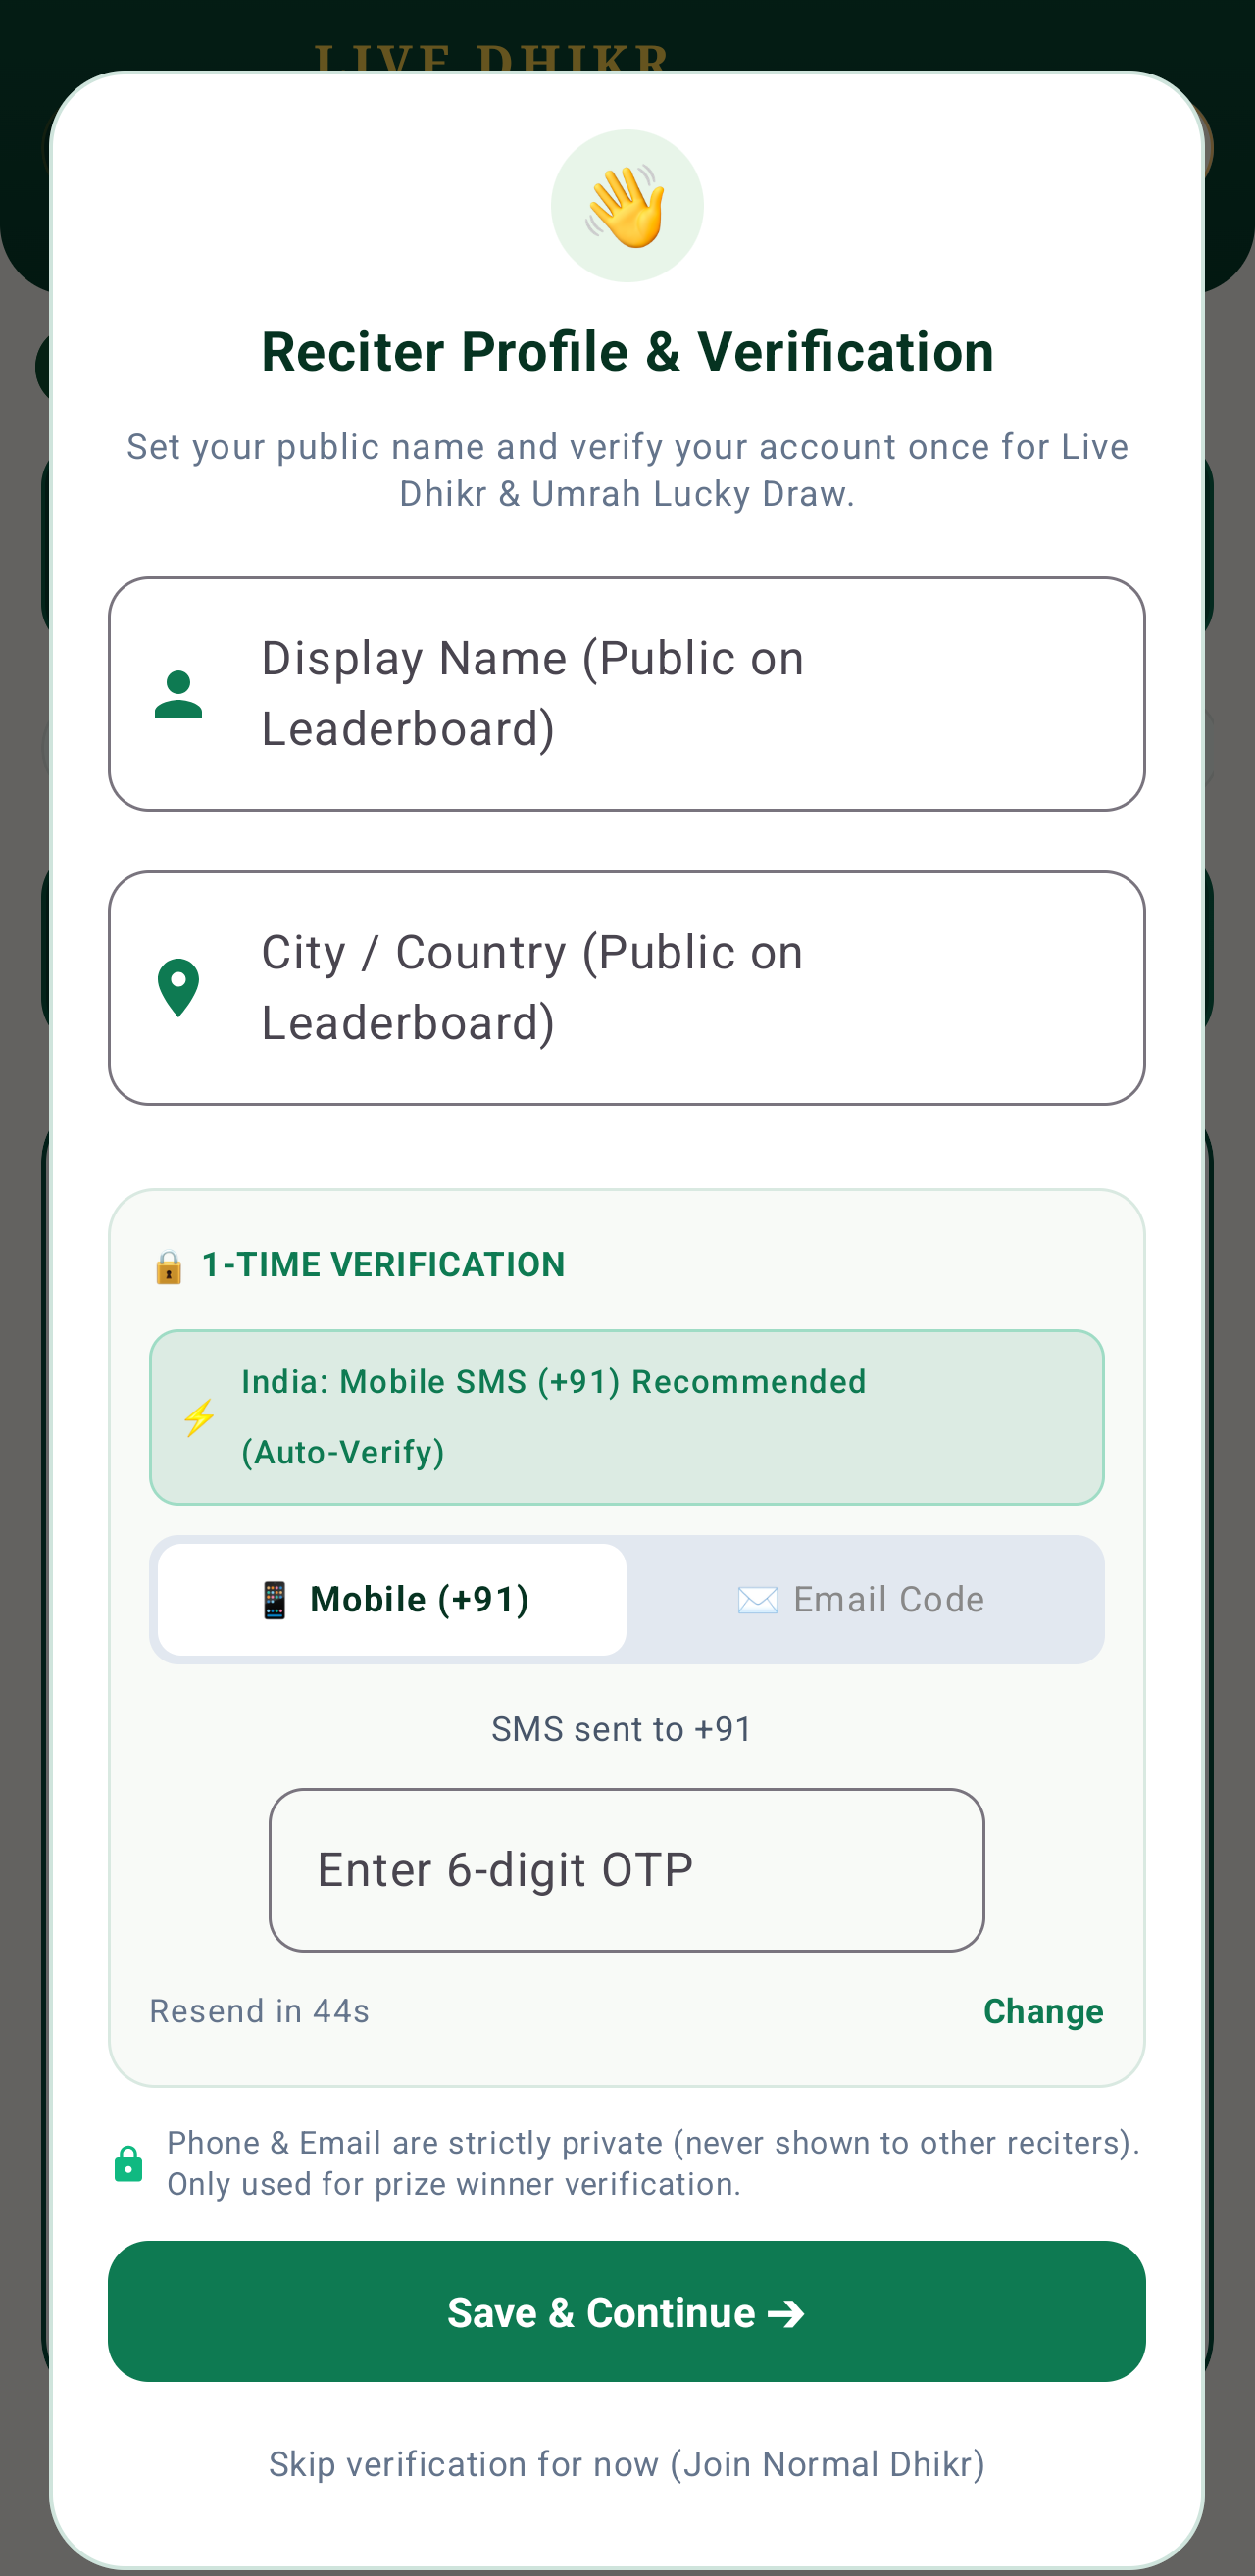 LIVE DHIKR
Reciter Profile & Verification
Set your public name and verify your account once for Live
Dhikr & Umrah Lucky Draw.
Display Name (Public on
Leaderboard)
City / Country (Public on
Leaderboard)
🔒 1-TIME VERIFICATION
⚡ India: Mobile SMS (+91) Recommended
(Auto-Verify)
📱 Mobile (+91)
✉️ Email Code
SMS sent to +91
Enter 6-digit OTP
Resend in 44s
Change
Phone & Email are strictly private (never shown to other reciters).
Only used for prize winner verification.
Save & Continue ➔
Skip verification for now (Join Normal Dhikr)